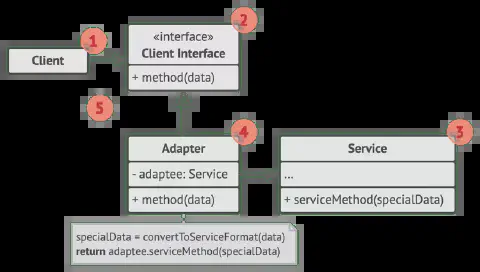 1
Client
2
«interface»
Client Interface
+ method(data)
5
4
Adapter
- adaptee: Service
+ method(data)
3
Service
...
+ serviceMethod(specialData)
specialData = convertToServiceFormat(data)
return adaptee.serviceMethod(specialData)